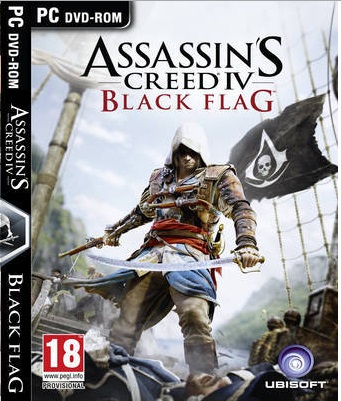 PC DVD-ROM
PC DVD-ROM
ASSASSIN'S
CREED IV
BLACK FLAG
ASSASSIN'S
CREED IV
BLACK FLAG
18
www.pegi.info
PROVISIONAL
UBISOFT